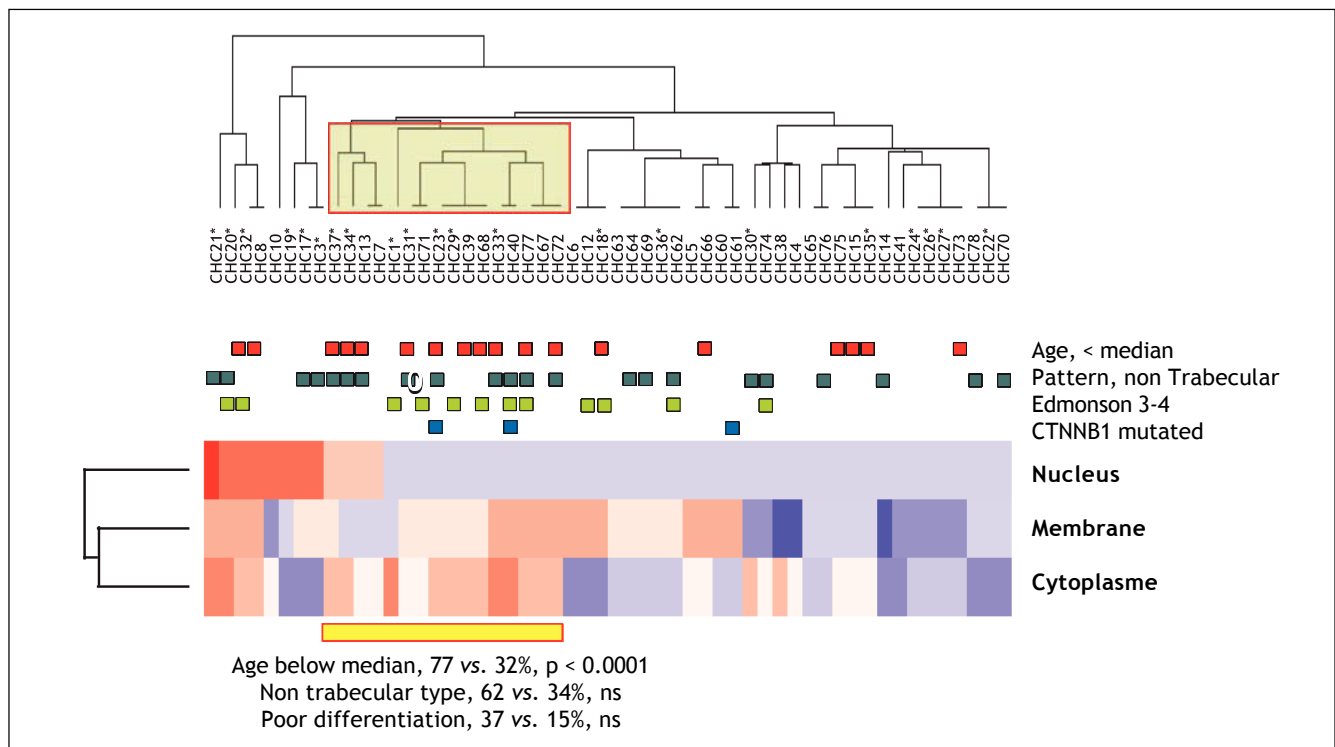 CHC21*
CHC20*
CHC32*
CHC8
CHC10
CHC19*
CHC17*
CHC3*
CHC37*
CHC34*
CHC13
CHC7
CHC1*
CHC31*
CHC71
CHC23*
CHC29*
CHC39
CHC68
CHC33*
CHC40
CHC77
CHC67
CHC72
CHC6
CHC12
CHC18*
CHC63
CHC64
CHC69
CHC36*
CHC62
CHC5
CHC66
CHC60
CHC61
CHC30*
CHC74
CHC38
CHC4
CHC65
CHC76
CHC75
CHC15
CHC35*
CHC14
CHC41
CHC24*
CHC26*
CHC27*
CHC73
CHC78
CHC22*
CHC70
Age, < median
Pattern, non Trabecular
Edmonson 3-4
CTNNB1 mutated
Nucleus
Membrane
Cytoplasme
Age below median, 77 vs. 32%, p < 0.0001
Non trabecular type, 62 vs. 34%, ns
Poor differentiation, 37 vs. 15%, ns